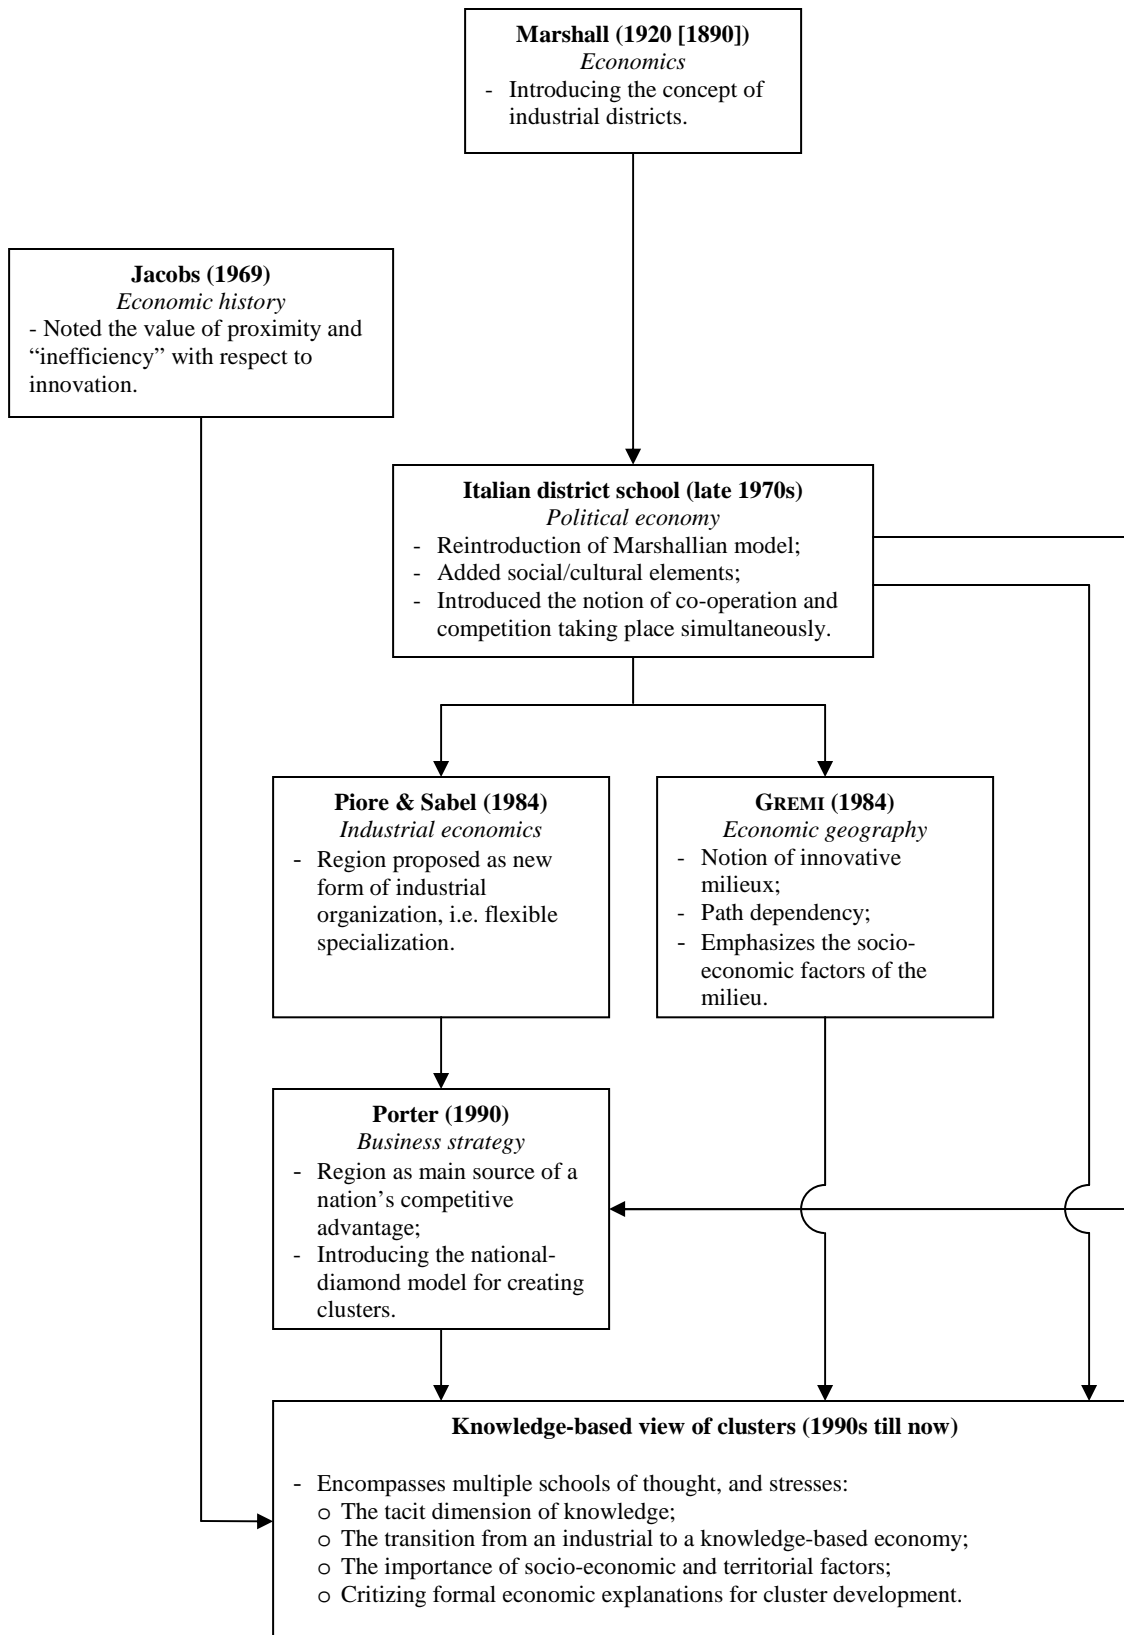 Marshall (1920 [1890])
Economics
- Introducing the concept of
industrial districts.
Jacobs (1969)
Economic history
- Noted the value of proximity and
“inefficiency” with respect to
innovation.
Italian district school (late 1970s)
Political economy
- Reintroduction of Marshallian model;
- Added social/cultural elements;
- Introduced the notion of co-operation and
competition taking place simultaneously.
Piore & Sabel (1984)
Industrial economics
- Region proposed as new
form of industrial
organization, i.e. flexible
specialization.
GREMI (1984)
Economic geography
- Notion of innovative
milieux;
- Path dependency;
- Emphasizes the socio-
economic factors of the
milieu.
Porter (1990)
Business strategy
- Region as main source of a
nation’s competitive
advantage;
- Introducing the national-
diamond model for creating
clusters.
Knowledge-based view of clusters (1990s till now)
- Encompasses multiple schools of thought, and stresses:
o The tacit dimension of knowledge;
o The transition from an industrial to a knowledge-based economy;
o The importance of socio-economic and territorial factors;
o Critizing formal economic explanations for cluster development.